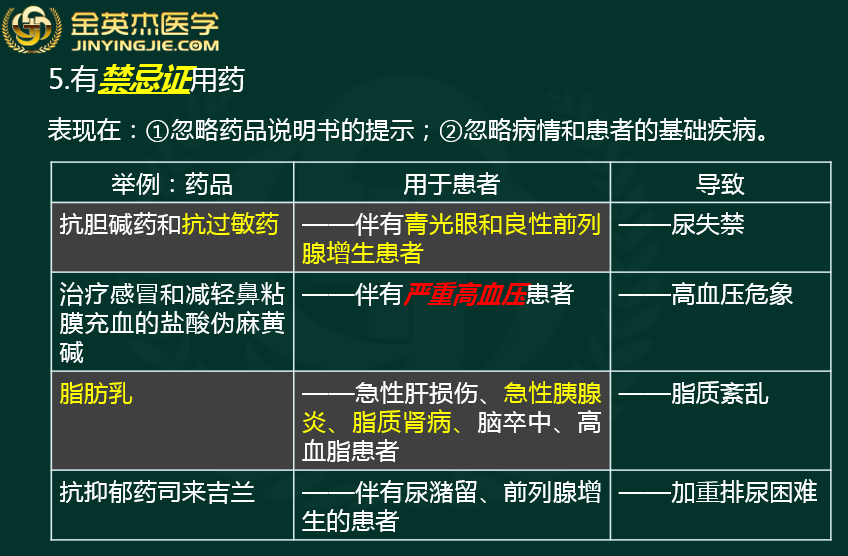 金英杰医学
JINYINGJIE.COM
5.有禁忌证用药
表现在：①忽略药品说明书的提示；②忽略病情和患者的基础疾病。
举例：药品
用于患者
导致
抗胆碱药和抗过敏药
——伴有青光眼和良性前列
腺增生患者
——尿失禁
治疗感冒和减轻鼻粘
膜充血的盐酸伪麻黄
碱
——伴有严重高血压患者
——高血压危象
脂肪乳
——急性肝损伤、急性胰腺
炎、脂质肾病、脑卒中、高
血脂患者
——脂质紊乱
抗抑郁药司来吉兰
——伴有尿潴留、前列腺增
生的患者
——加重排尿困难